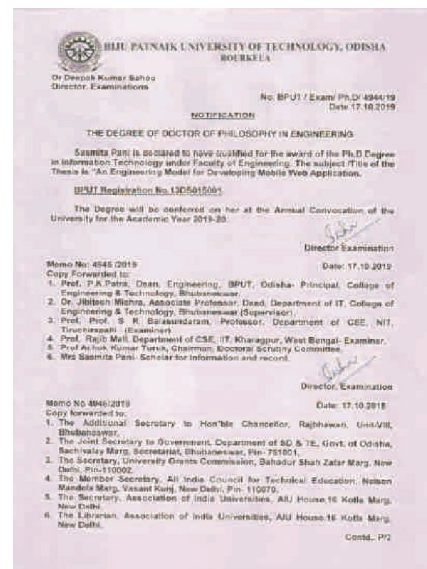 BIJU PATNAIK UNIVERSITY OF TECHNOLOGY, ODISHA
ROURKELA
Dr Deepak Kumar Sahoo
Director, Examinations
No. BPUT / Exam/ Ph.D/ 4944/19
Date 17.10.2019
NOTIFICATION
THE DEGREE OF DOCTOR OF PHILOSOPHY IN ENGINEERING
Sasmita Pani is declared to have qualified for the award of the Ph.D Degree
in Information Technology under Faculty of Engineering. The subject /Title of the
Thesis is "An Engineering Model for Developing Mobile Web Application.
BPUT Registration No.
The Degree will be conferred on her at the Annual Convocation of the
University for the Academic Year 2019-20.
Director Examination
Memo No: 4945 /2019 Date: 17.10.2019
Copy Forwarded to:
1. Prof. P.K.Patra, Dean, Engineering, BPUT, Odisha- Principal, College of
Engineering & Technology, Bhubaneswar.
2. Dr. Jibitesh Mishra, Associate Professor, Department of IT, College of
Engineering & Technology, Bhubaneswar (Supervisor).
3. Prof. Prof. S R Balasundaram, Professor, Department of CSE, NIT,
Tiruchirapalli (Examiner)
4. Prof. Rajib Mall, Department of CSE, IIT, Kharagpur, West Bengal- Examiner.
5. Prof Ashok Kumar Turuk, Chairman, Doctoral Scrutiny Committee.
6. Mrs Sasmita Pani- Scholar for Information and record.
Director, Examination
Memo No 4946/2019 Date: 17.10.2019
Copy forwarded to:
1. The Additional Secretary to Hon'ble Chancellor, Rajbhawan, Unit-VIII,
Bhubaneswar,
2. The Joint Secretary to Government, Department of SD & TE, Govt. of Odisha,
Sachivalay Marg, Secretariat, Bhubaneswar, Pin- 751001,
3. The Secretary, University Grants Commission, Bahadur Shah Zafar Marg, New
Delhi, Pin-110002.
4. The Member Secretary, All India Council for Technical Education, Nelson
Mandela Marg, Vasant Kunj, New Delhi, Pin- 110070.
5. The Secretary, Association of India Universities, AIU House,16 Kotla Marg,
New Delhi.
6. The Librarian, Association of India Universities, AIU House,16 Kotla Marg,
New Delhi.
Contd.. P/2